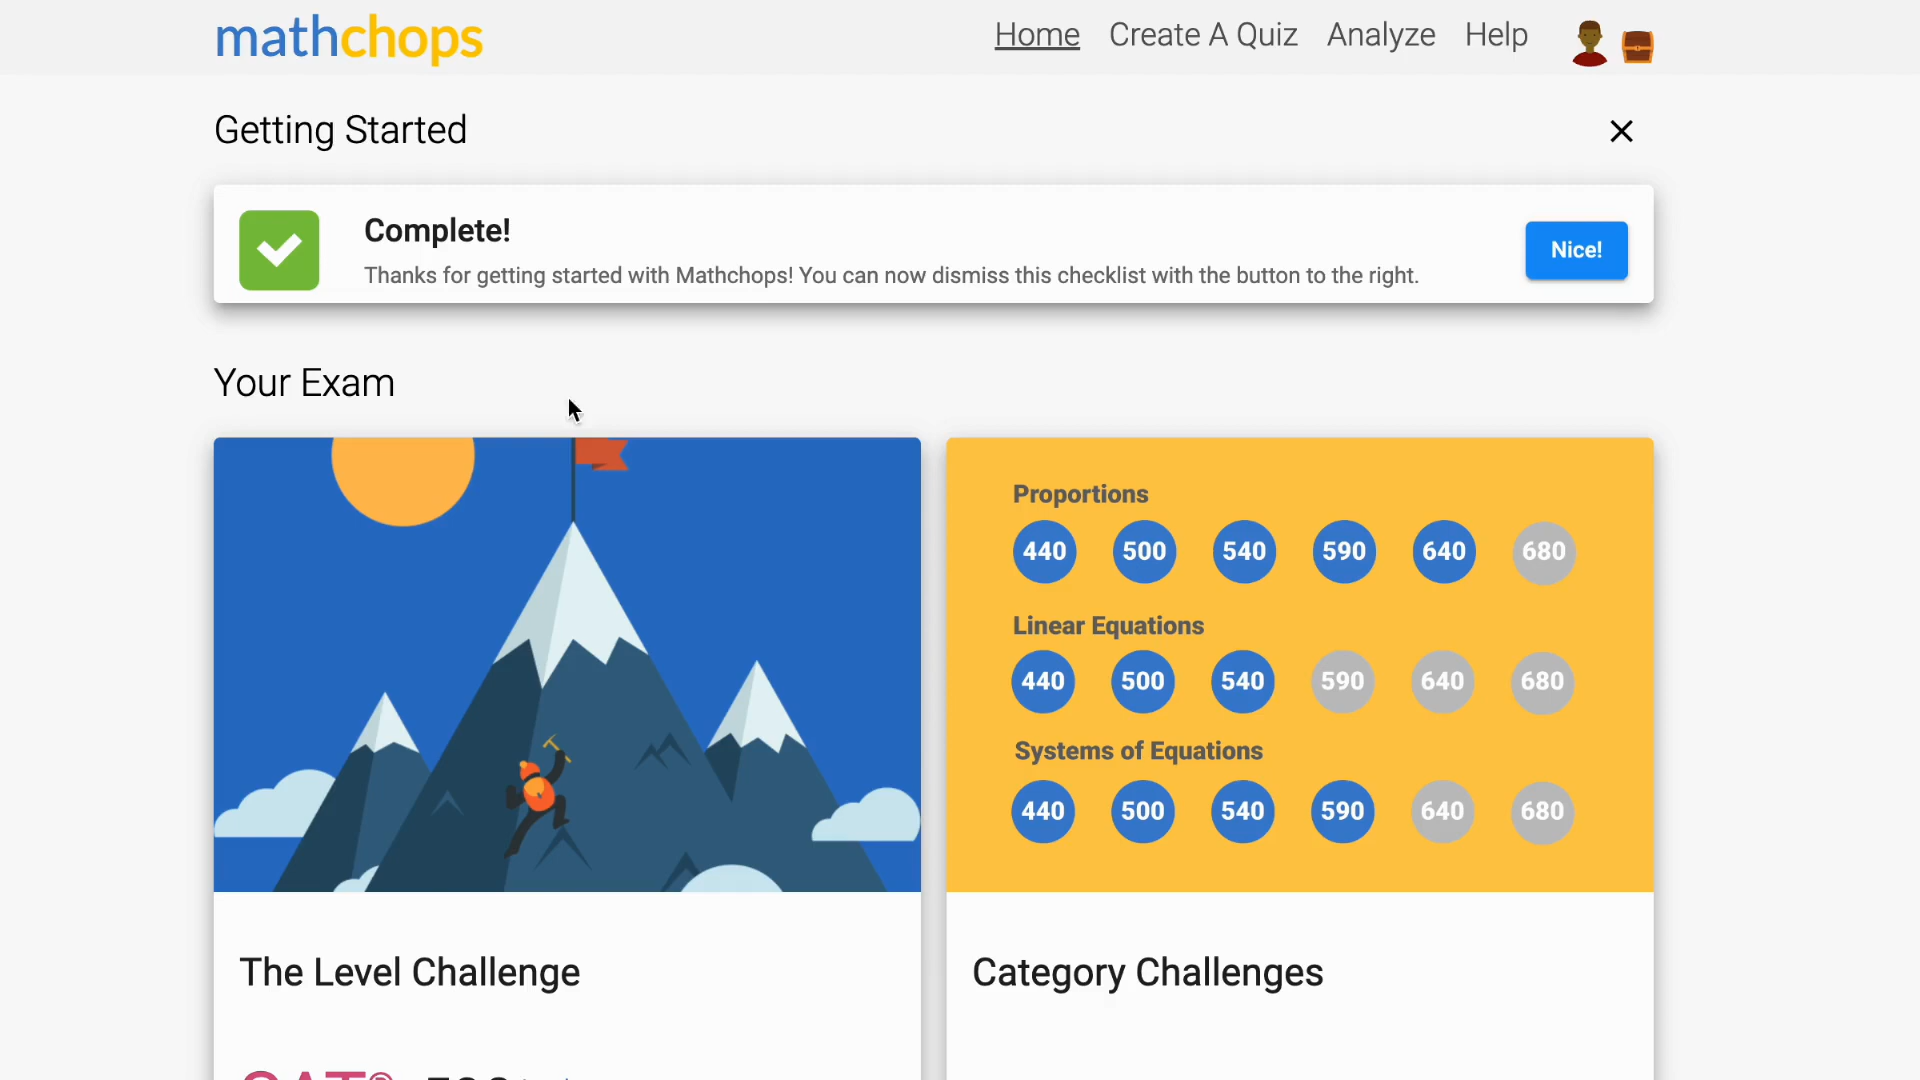 mathchops
Home Create A Quiz Analyze Help
Getting Started
Complete!
Thanks for getting started with Mathchops! You can now dismiss this checklist with the button to the right.
Nice!
Your Exam
Proportions
440 500 540 590 640 680
Linear Equations
440 500 540 590 640 680
Systems of Equations
440 500 540 590 640 680
The Level Challenge
Category Challenges